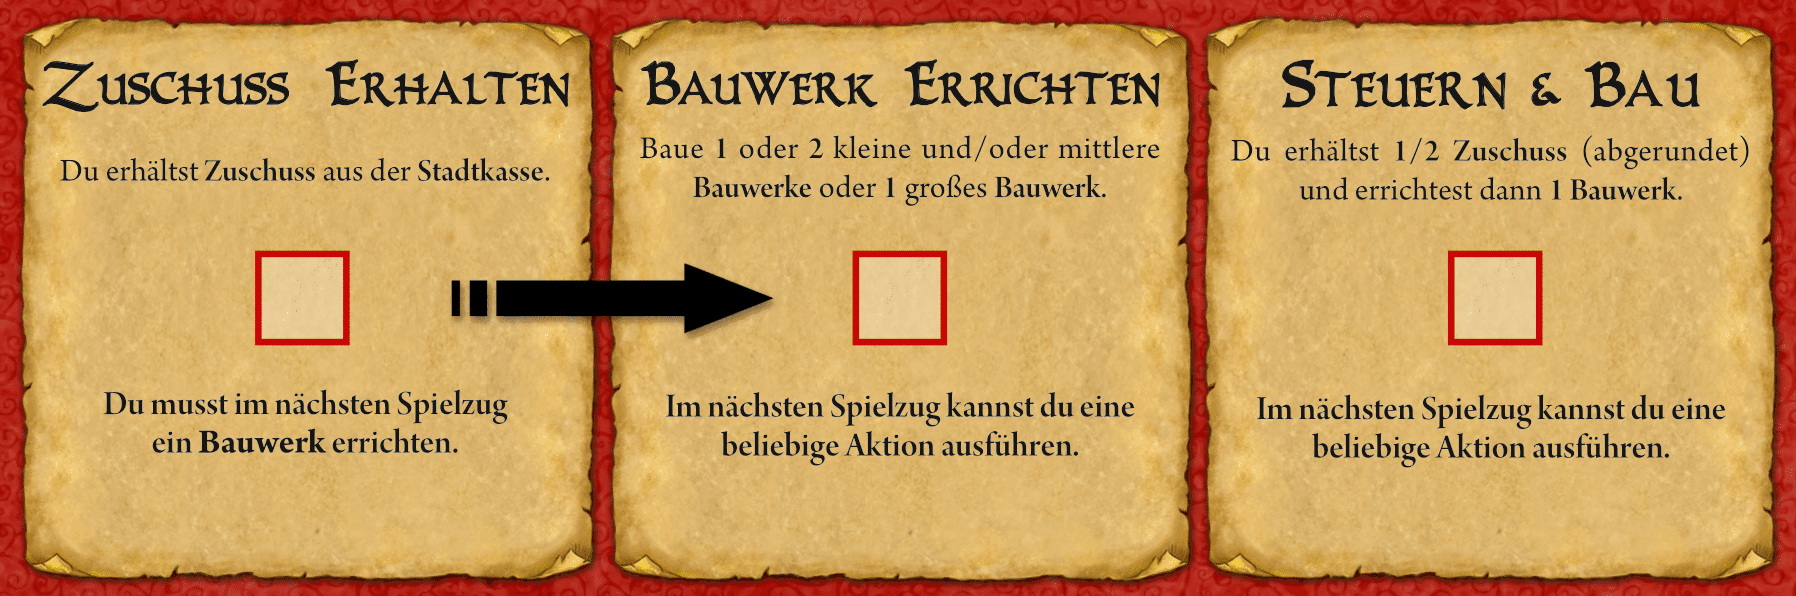 Zuschuss Erhalten
Du erhältst Zuschuss aus der Stadtkasse.
Du musst im nächsten Spielzug
ein Bauwerk errichten.
Bauwerk Errichten
Baue 1 oder 2 kleine und/oder mittlere
Bauwerke oder 1 großes Bauwerk.
Im nächsten Spielzug kannst du eine
beliebige Aktion ausführen.
Steuern & Bau
Du erhältst 1/2 Zuschuss (abgerundet)
und errichtest dann 1 Bauwerk.
Im nächsten Spielzug kannst du eine
beliebige Aktion ausführen.